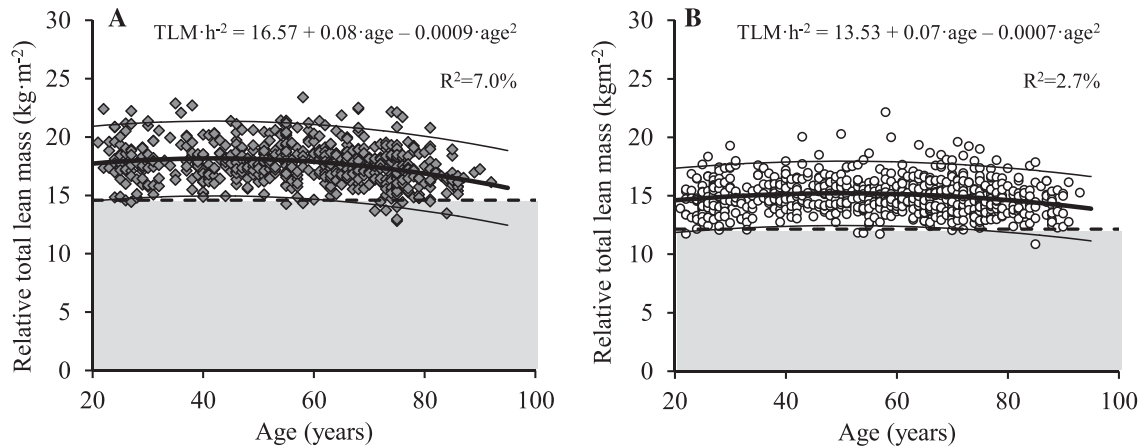 A
TLM·h-2 = 16.57 + 0.08·age – 0.0009·age2
R2=7.0%
Relative total lean mass (kg·m-2)
30
25
20
15
10
5
0
20 40 60 80 100
Age (years)
B
TLM·h-2 = 13.53 + 0.07·age – 0.0007·age2
R2=2.7%
Relative total lean mass (kgm-2)
30
25
20
15
10
5
0
20 40 60 80 100
Age (years)